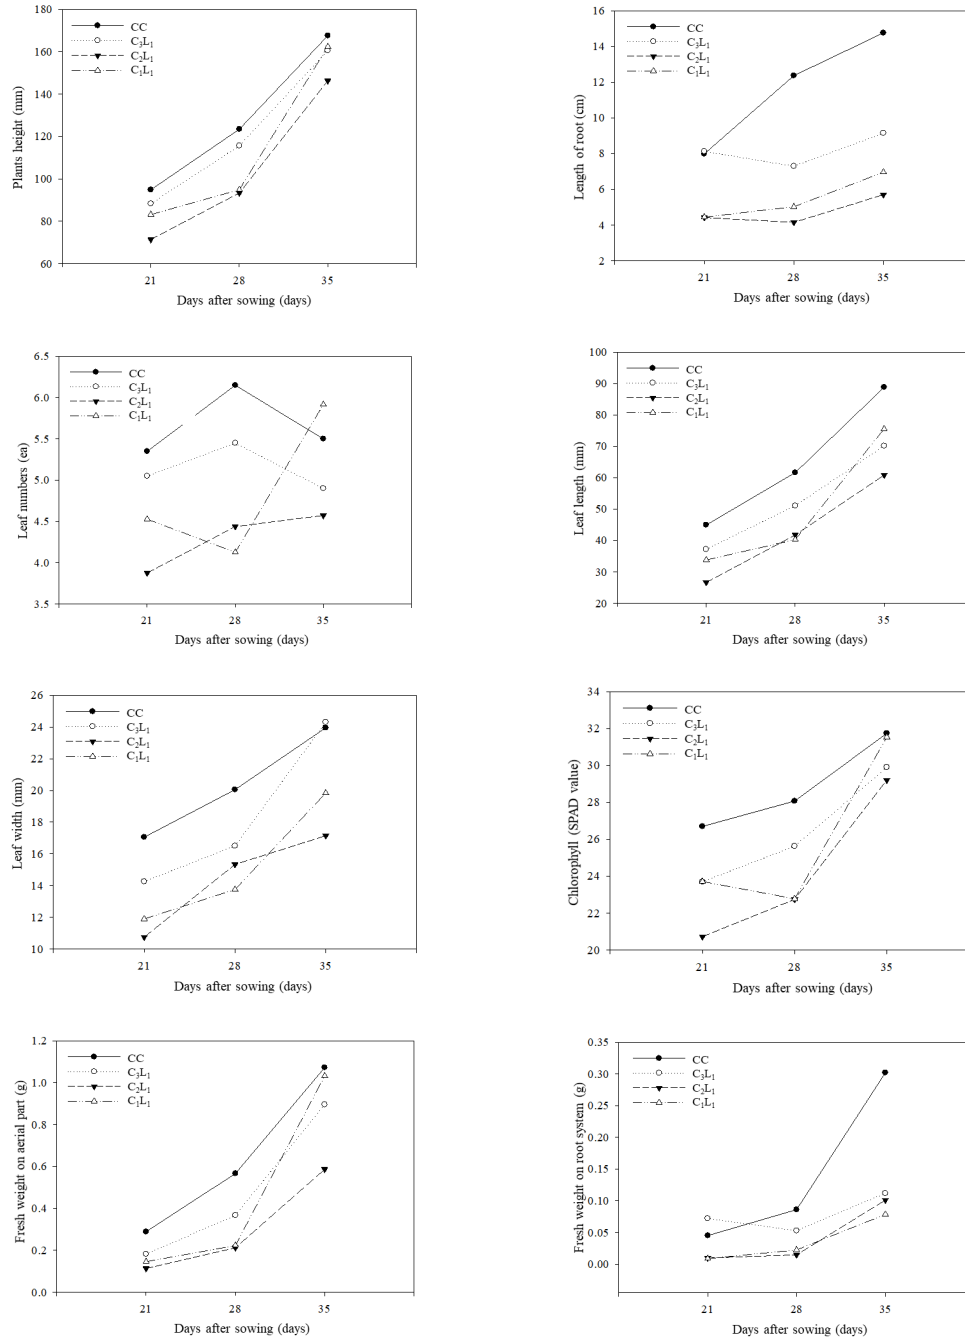 CC
C₃L₁
C₂L₁
C₁L₁
180
160
140
120
100
80
60
Plants height (mm)
21 28 35
Days after sowing (days)
CC
C₃L₁
C₂L₁
C₁L₁
16
14
12
10
8
6
4
2
Length of root (cm)
21 28 35
Days after sowing (days)
CC
C₃L₁
C₂L₁
C₁L₁
6.5
6.0
5.5
5.0
4.5
4.0
3.5
Leaf numbers (ea)
21 28 35
Days after sowing (days)
CC
C₃L₁
C₂L₁
C₁L₁
100
90
80
70
60
50
40
30
20
Leaf length (mm)
21 28 35
Days after sowing (days)
CC
C₃L₁
C₂L₁
C₁L₁
26
24
22
20
18
16
14
12
10
Leaf width (mm)
21 28 35
Days after sowing (days)
CC
C₃L₁
C₂L₁
C₁L₁
34
32
30
28
26
24
22
20
Chlorophyll (SPAD value)
21 28 35
Days after sowing (days)
CC
C₃L₁
C₂L₁
C₁L₁
1.2
1.0
0.8
0.6
0.4
0.2
0.0
Fresh weight on aerial part (g)
21 28 35
Days after sowing (days)
CC
C₃L₁
C₂L₁
C₁L₁
0.35
0.30
0.25
0.20
0.15
0.10
0.05
0.00
Fresh weight on root system (g)
21 28 35
Days after sowing (days)